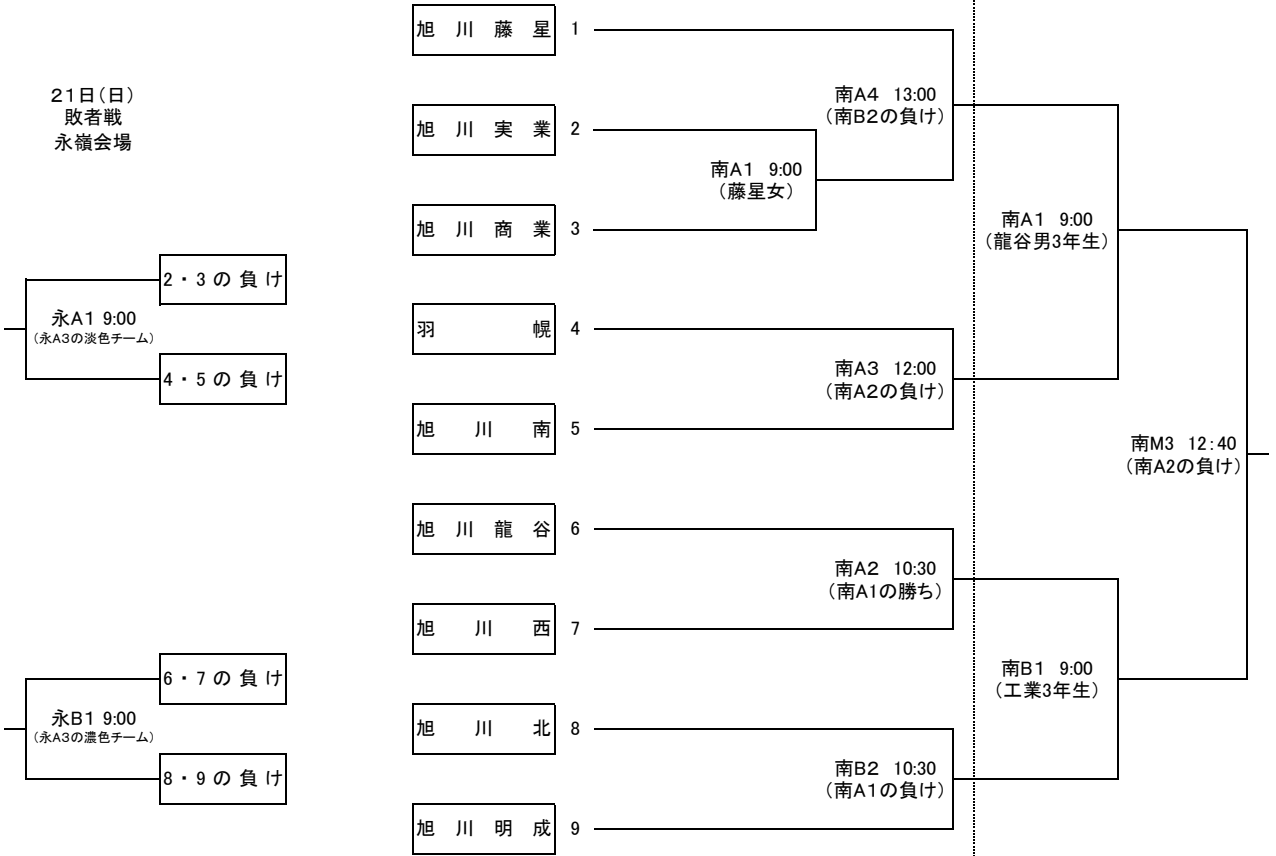 21日(日)
敗者戦
永嶺会場
2・3の負け
永A1 9:00
(永A3の淡色チーム)
4・5の負け
6・7の負け
永B1 9:00
(永A3の濃色チーム)
8・9の負け
旭川藤星 1
旭川実業 2
旭川商業 3
羽幌 4
旭川南 5
旭川龍谷 6
旭川西 7
旭川北 8
旭川明成 9
南A1 9:00
(藤星女)
南A4 13:00
(南B2の負け)
南A3 12:00
(南A2の負け)
南A2 10:30
(南A1の勝ち)
南B2 10:30
(南A1の負け)
南A1 9:00
(龍谷男3年生)
南B1 9:00
(工業3年生)
南M3 12:40
(南A2の負け)